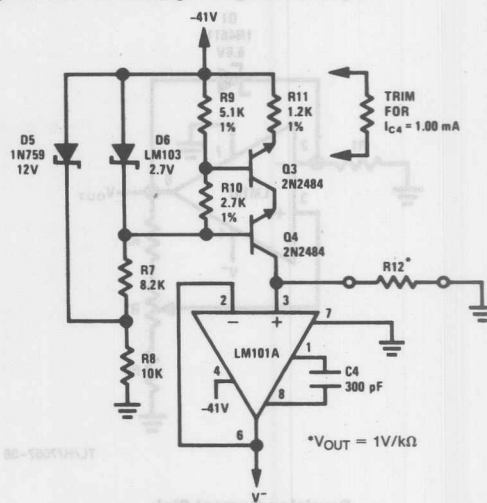 −41V
R9
5.1K
1%
R11
1.2K
1%
TRIM
FOR
IC4 = 1.00 mA
D5
1N759
12V
D6
LM103
2.7V
Q3
2N2484
R10
2.7K
1%
Q4
2N2484
R7
8.2K
R12*
2
3
7
−
+
LM101A
1
C4
300 pF
8
4
−41V
R8
10K
6
*VOUT = 1V/kΩ
V−